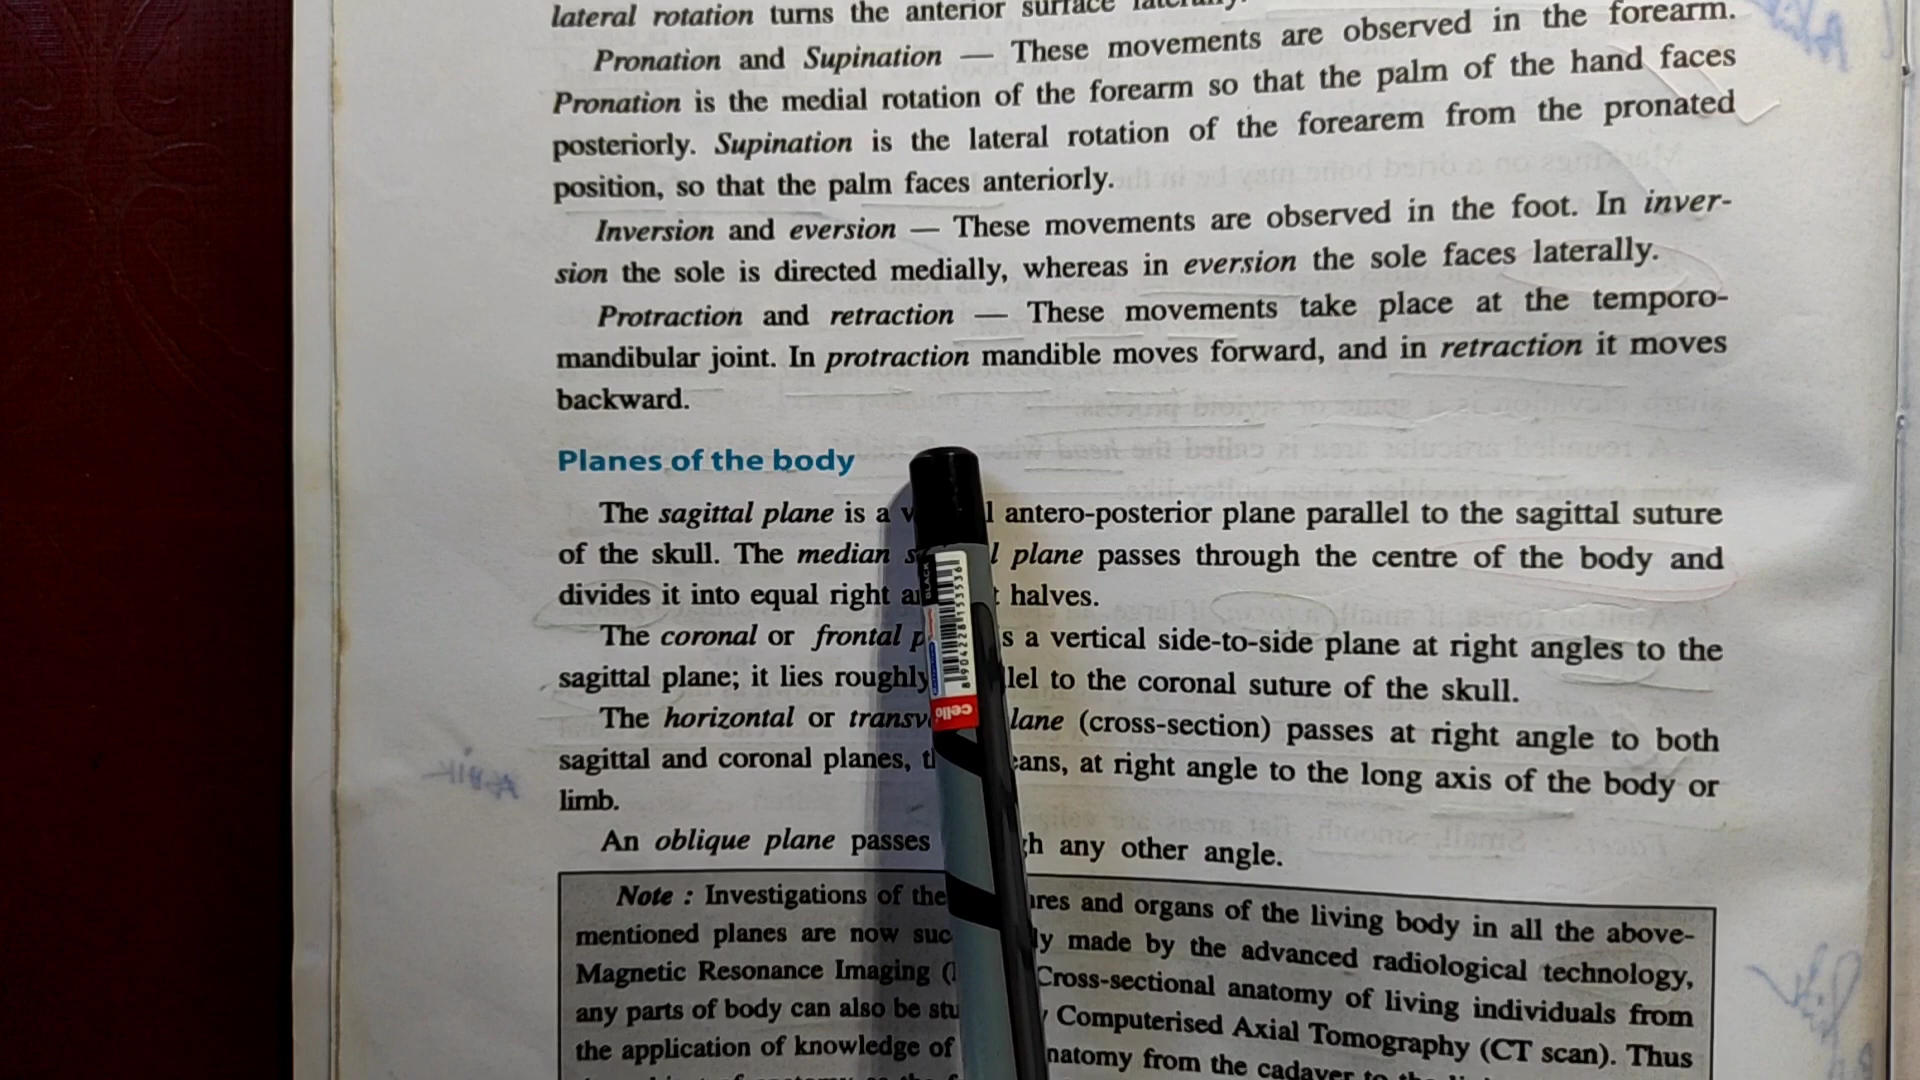 lateral rotation turns the anterior surface laterally.
Pronation and Supination — These movements are observed in the forearm.
Pronation is the medial rotation of the forearm so that the palm of the hand faces
posteriorly. Supination is the lateral rotation of the forearem from the pronated
position, so that the palm faces anteriorly.
Inversion and eversion — These movements are observed in the foot. In inver-
sion the sole is directed medially, whereas in eversion the sole faces laterally.
Protraction and retraction — These movements take place at the temporo-
mandibular joint. In protraction mandible moves forward, and in retraction it moves
backward.
Planes of the body
The sagittal plane is a antero-posterior plane parallel to the sagittal suture
of the skull. The median plane passes through the centre of the body and
divides it into equal right halves.
The coronal or frontal a vertical side-to-side plane at right angles to the
sagittal plane; it lies roughly to the coronal suture of the skull.
The horizontal or (cross-section) passes at right angle to both
sagittal and coronal planes, at right angle to the long axis of the body or
limb.
An oblique plane passes any other angle.
Note : Investigations of the and organs of the living body in all the above-
mentioned planes are now made by the advanced radiological technology,
Magnetic Resonance Imaging Cross-sectional anatomy of living individuals from
any parts of body can also be Computerised Axial Tomography (CT scan). Thus
the application of knowledge of from the cadaver to
BLACK
8904228153536
cello